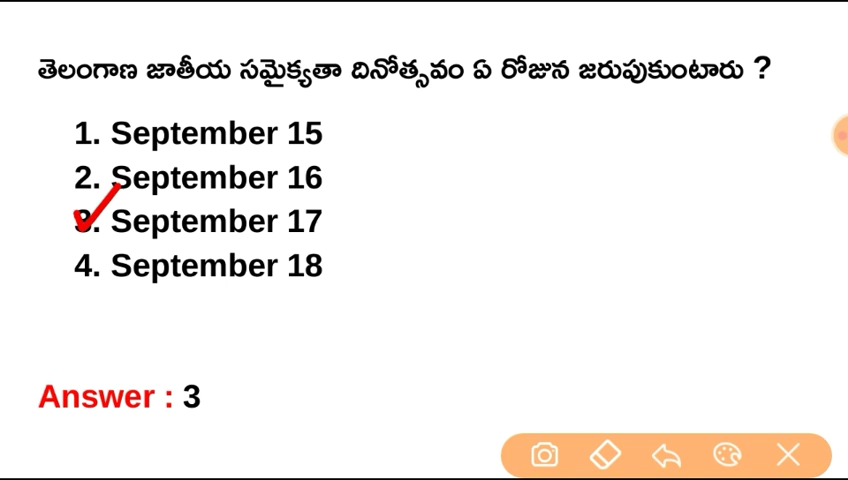 తెలంగాణ జాతీయ సమైక్యతా దినోత్సవం ఏ రోజున జరుపుకుంటారు ?
1. September 15
2. September 16
3. September 17
4. September 18
Answer : 3